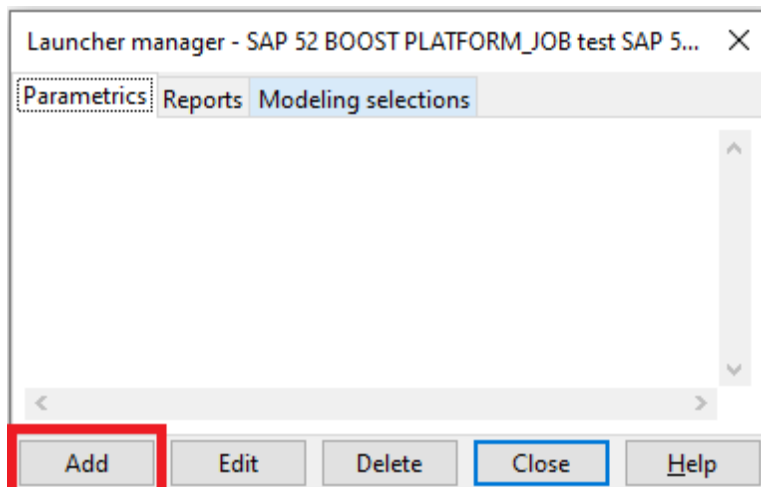 Launcher manager - SAP 52 BOOST PLATFORM_JOB test SAP 5...
Parametrics Reports Modeling selections
Add Edit Delete Close Help